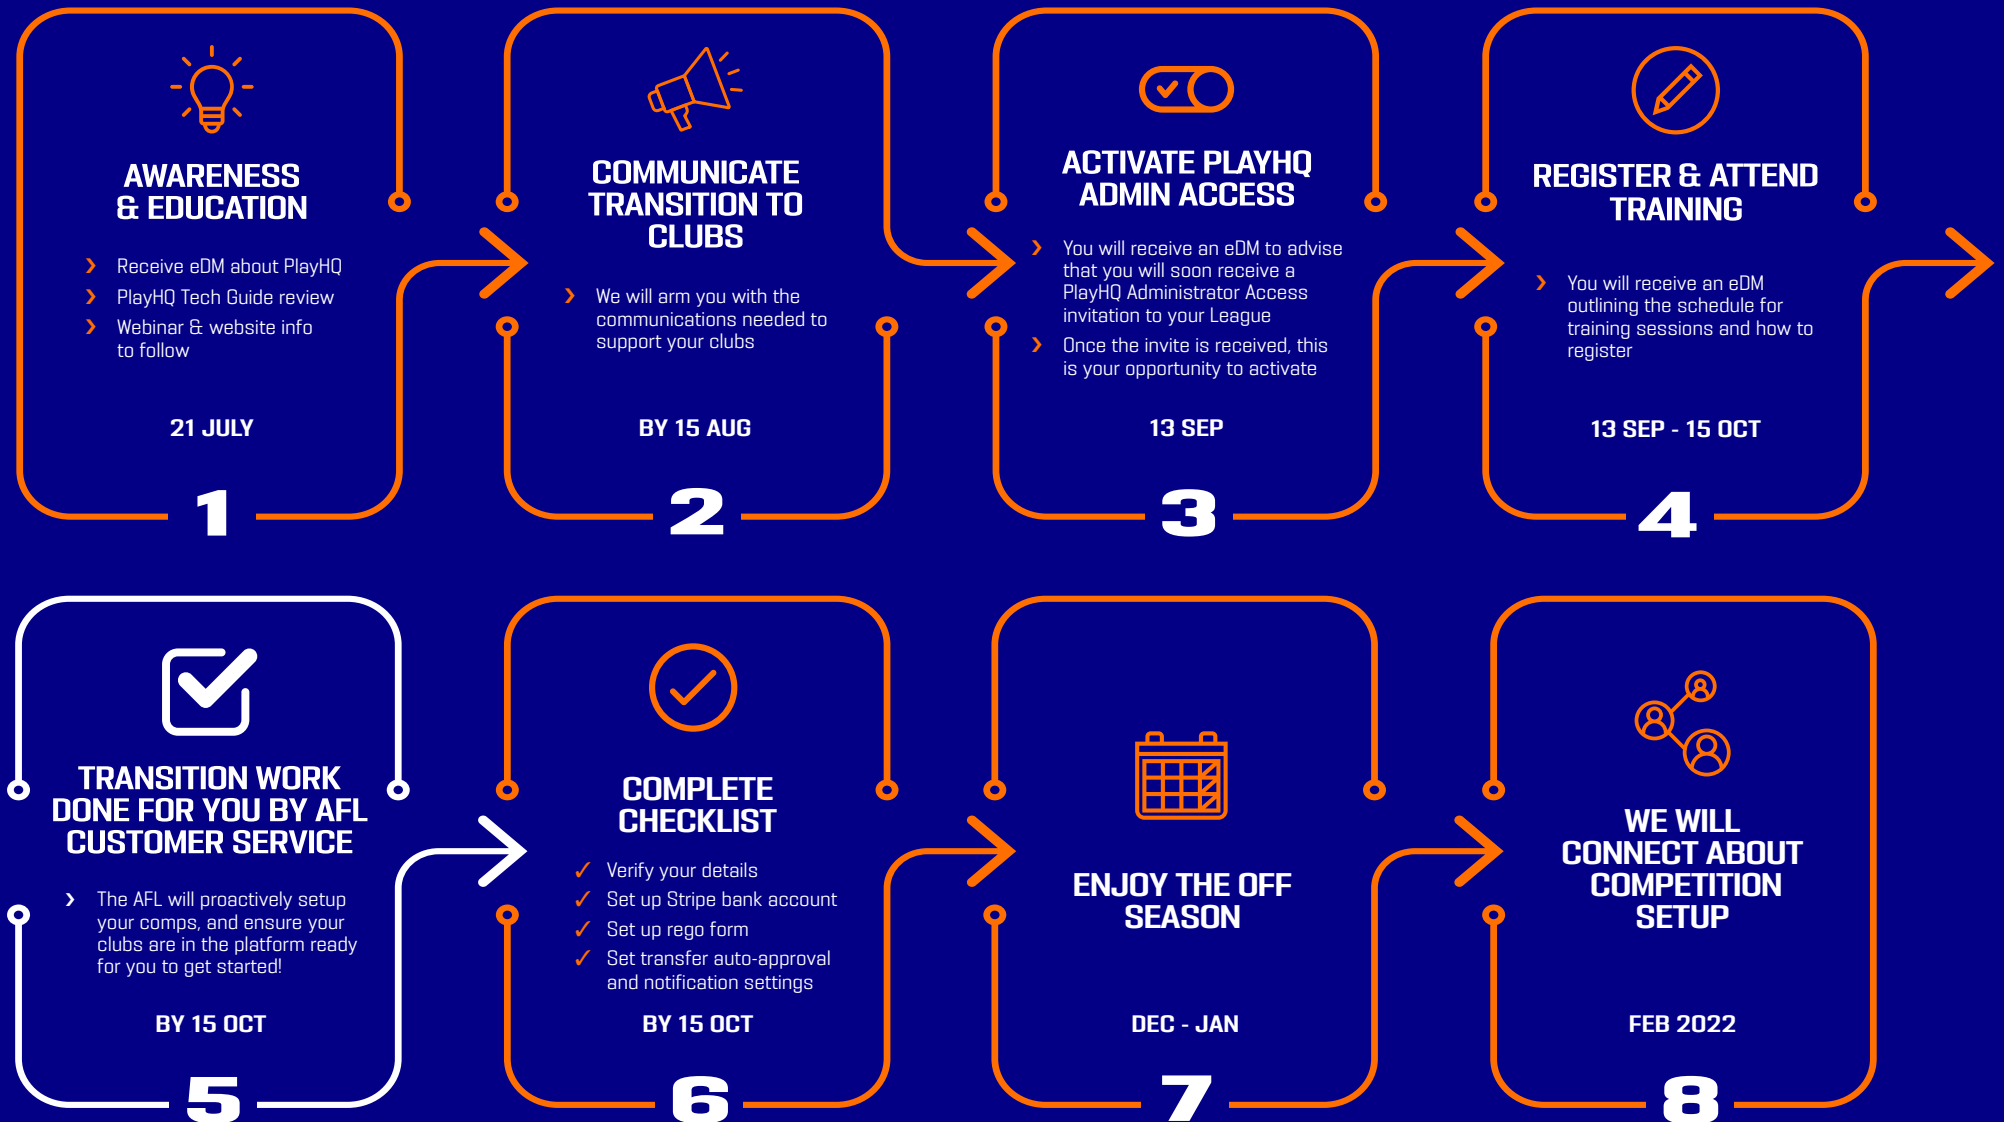 AWARENESS
& EDUCATION
Receive eDM about PlayHQ
PlayHQ Tech Guide review
Webinar & website info
to follow
21 JULY
1
COMMUNICATE
TRANSITION TO
CLUBS
We will arm you with the
communications needed to
support your clubs
BY 15 AUG
2
ACTIVATE PLAYHQ
ADMIN ACCESS
You will receive an eDM to advise
that you will soon receive a
PlayHQ Administrator Access
invitation to your League
Once the invite is received, this
is your opportunity to activate
13 SEP
3
REGISTER & ATTEND
TRAINING
You will receive an eDM
outlining the schedule for
training sessions and how to
register
13 SEP - 15 OCT
4
TRANSITION WORK
DONE FOR YOU BY AFL
CUSTOMER SERVICE
The AFL will proactively setup
your comps, and ensure your
clubs are in the platform ready
for you to get started!
BY 15 OCT
5
COMPLETE
CHECKLIST
Verify your details
Set up Stripe bank account
Set up rego form
Set transfer auto-approval
and notification settings
BY 15 OCT
6
ENJOY THE OFF
SEASON
DEC - JAN
7
WE WILL
CONNECT ABOUT
COMPETITION
SETUP
FEB 2022
8